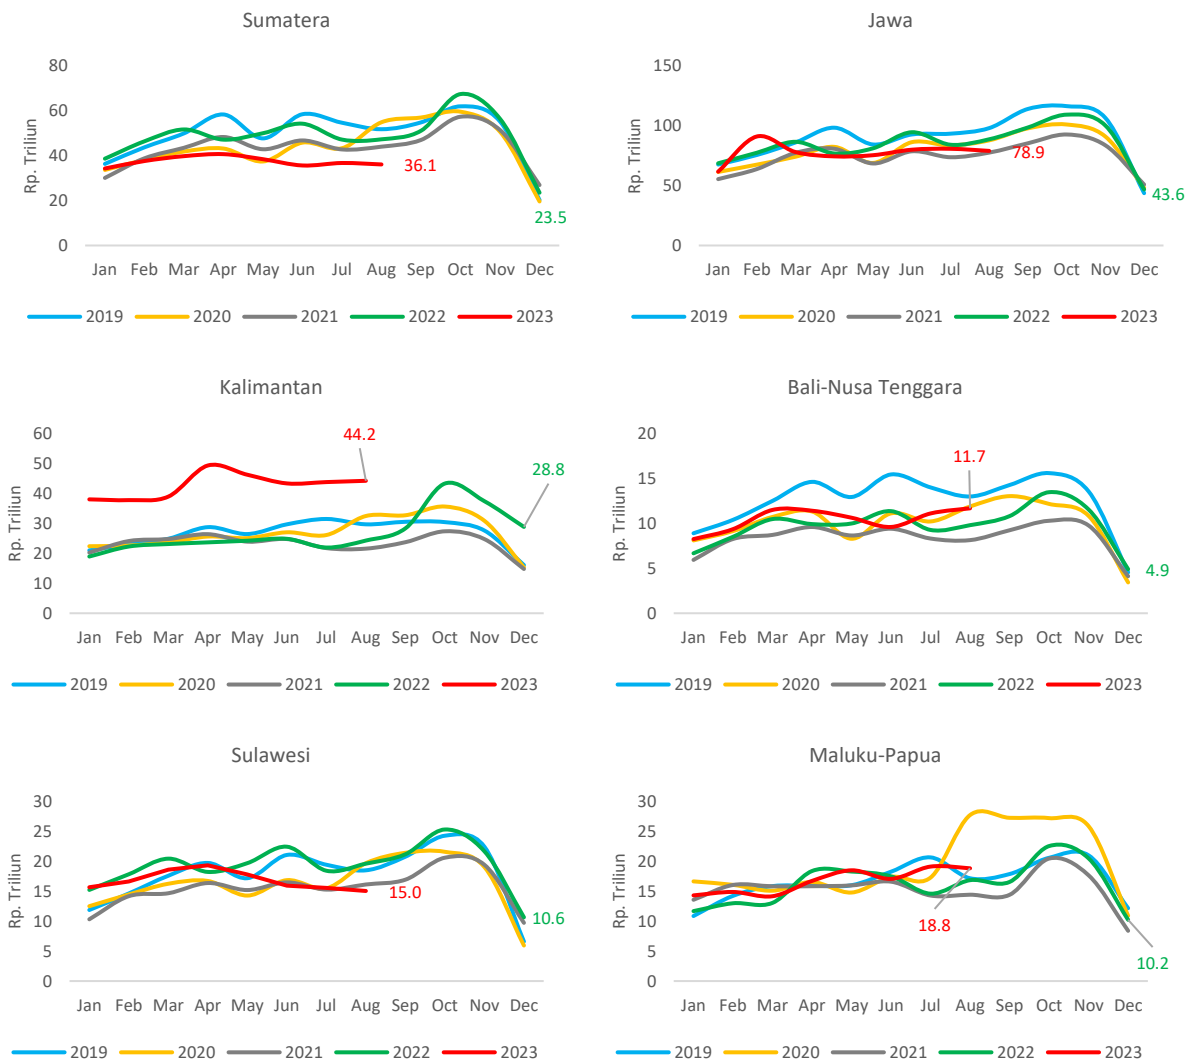 Sumatera
Rp. Triliun
80
60
40
20
0
36.1
23.5
Jan Feb Mar Apr May Jun Jul Aug Sep Oct Nov Dec
2019 2020 2021 2022 2023
Jawa
Rp. Triliun
150
100
50
0
78.9
43.6
Jan Feb Mar Apr May Jun Jul Aug Sep Oct Nov Dec
2019 2020 2021 2022 2023
Kalimantan
Rp. Triliun
60
50
40
30
20
10
0
44.2
28.8
Jan Feb Mar Apr May Jun Jul Aug Sep Oct Nov Dec
2019 2020 2021 2022 2023
Bali-Nusa Tenggara
Rp. Triliun
20
15
10
5
0
11.7
4.9
Jan Feb Mar Apr May Jun Jul Aug Sep Oct Nov Dec
2019 2020 2021 2022 2023
Sulawesi
Rp. Triliun
30
25
20
15
10
5
0
15.0
10.6
Jan Feb Mar Apr May Jun Jul Aug Sep Oct Nov Dec
2019 2020 2021 2022 2023
Maluku-Papua
Rp. Triliun
30
25
20
15
10
5
0
18.8
10.2
Jan Feb Mar Apr May Jun Jul Aug Sep Oct Nov Dec
2019 2020 2021 2022 2023